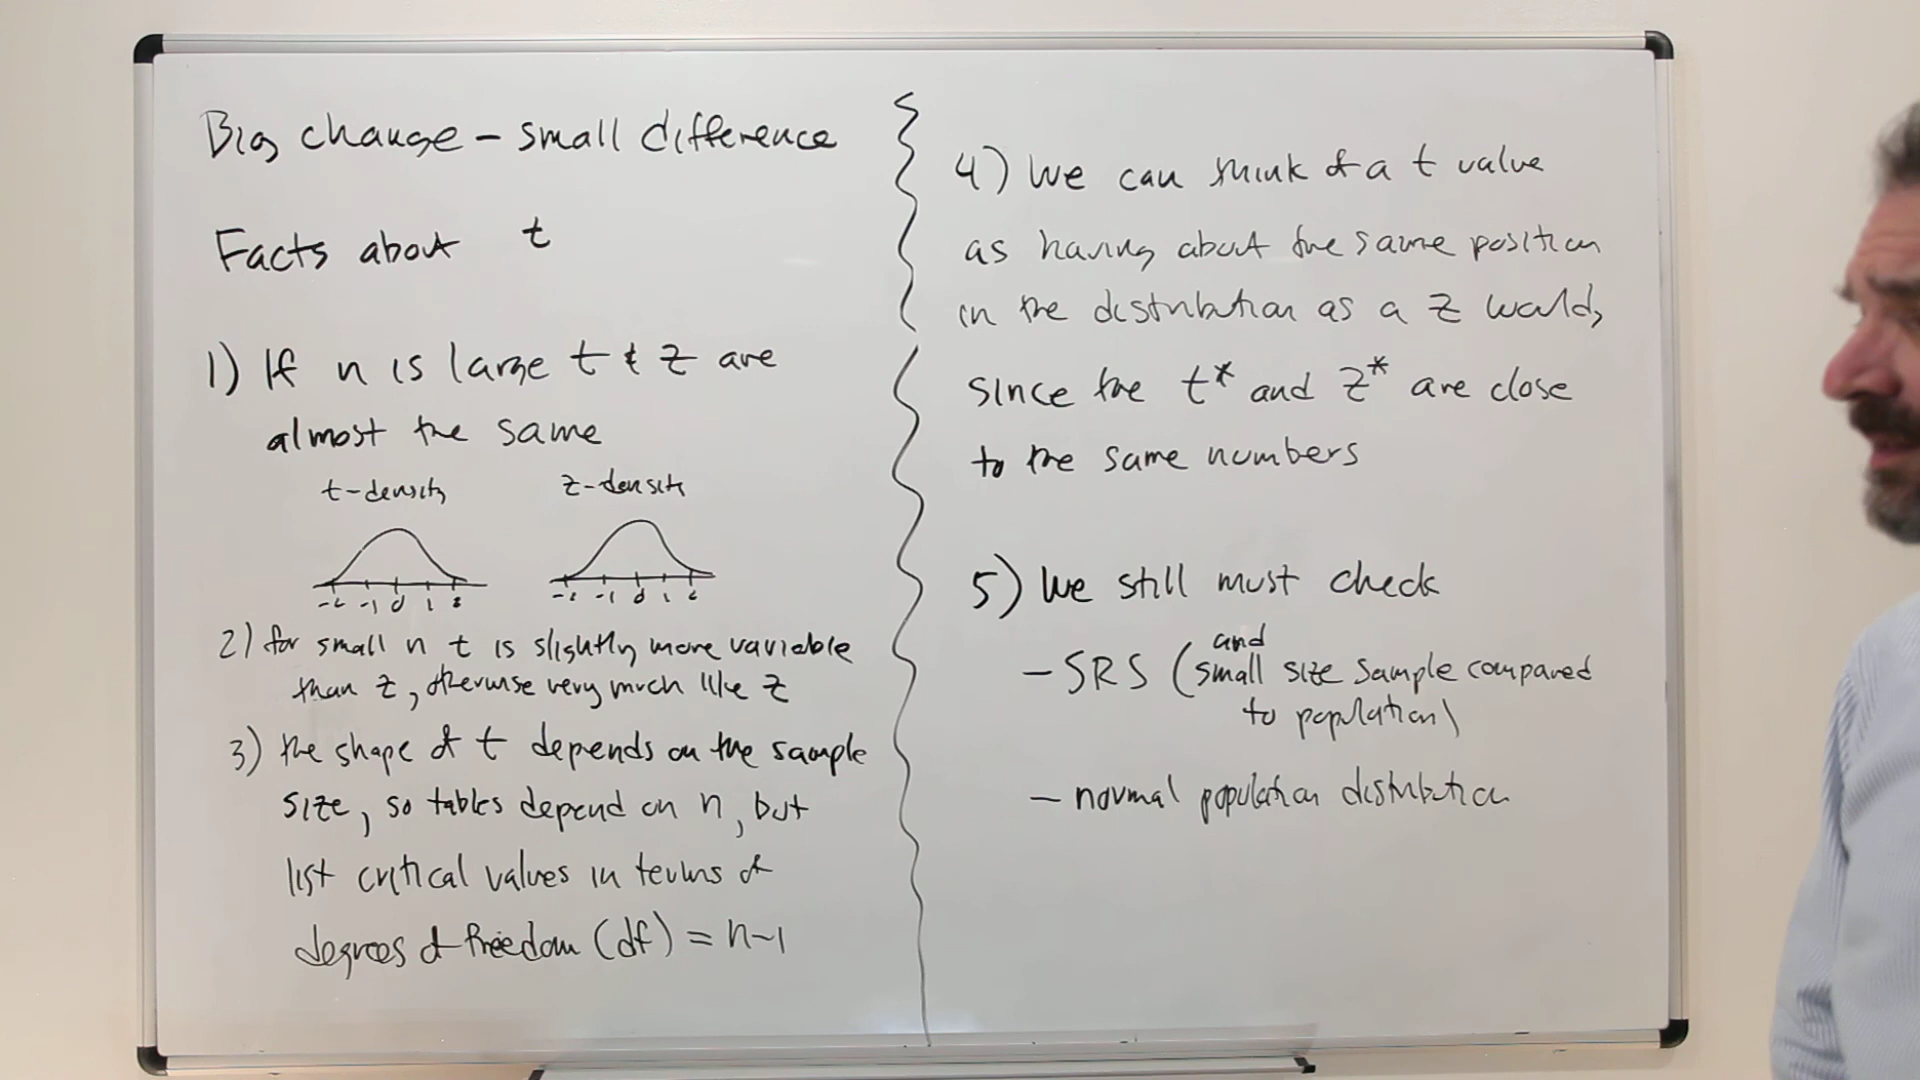 Big change – small difference
Facts about t
1) If n is large t & z are
almost the same
t-density z-density
-2 -1 0 1 2 -2 -1 0 1 2
2) for small n t is slightly more variable
than z, otherwise very much like z
3) the shape of t depends on the sample
size, so tables depend on n, but
list critical values in terms of
degrees of freedom (df) = n-1
4) We can think of a t value
as having about the same position
in the distribution as a z would,
since the t* and z* are close
to the same numbers
5) We still must check
and
– SRS (small size sample compared
to population)
– normal population distribution